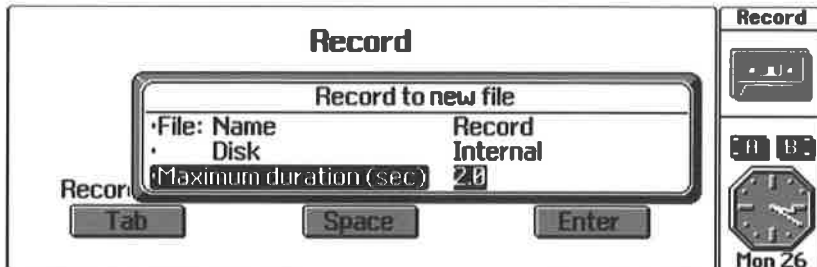 Record
Record
Record to new file
·File: Name Record
· Disk Internal
·Maximum duration (sec) 2.0
A B
Recor
Tab Space Enter
Mon 26